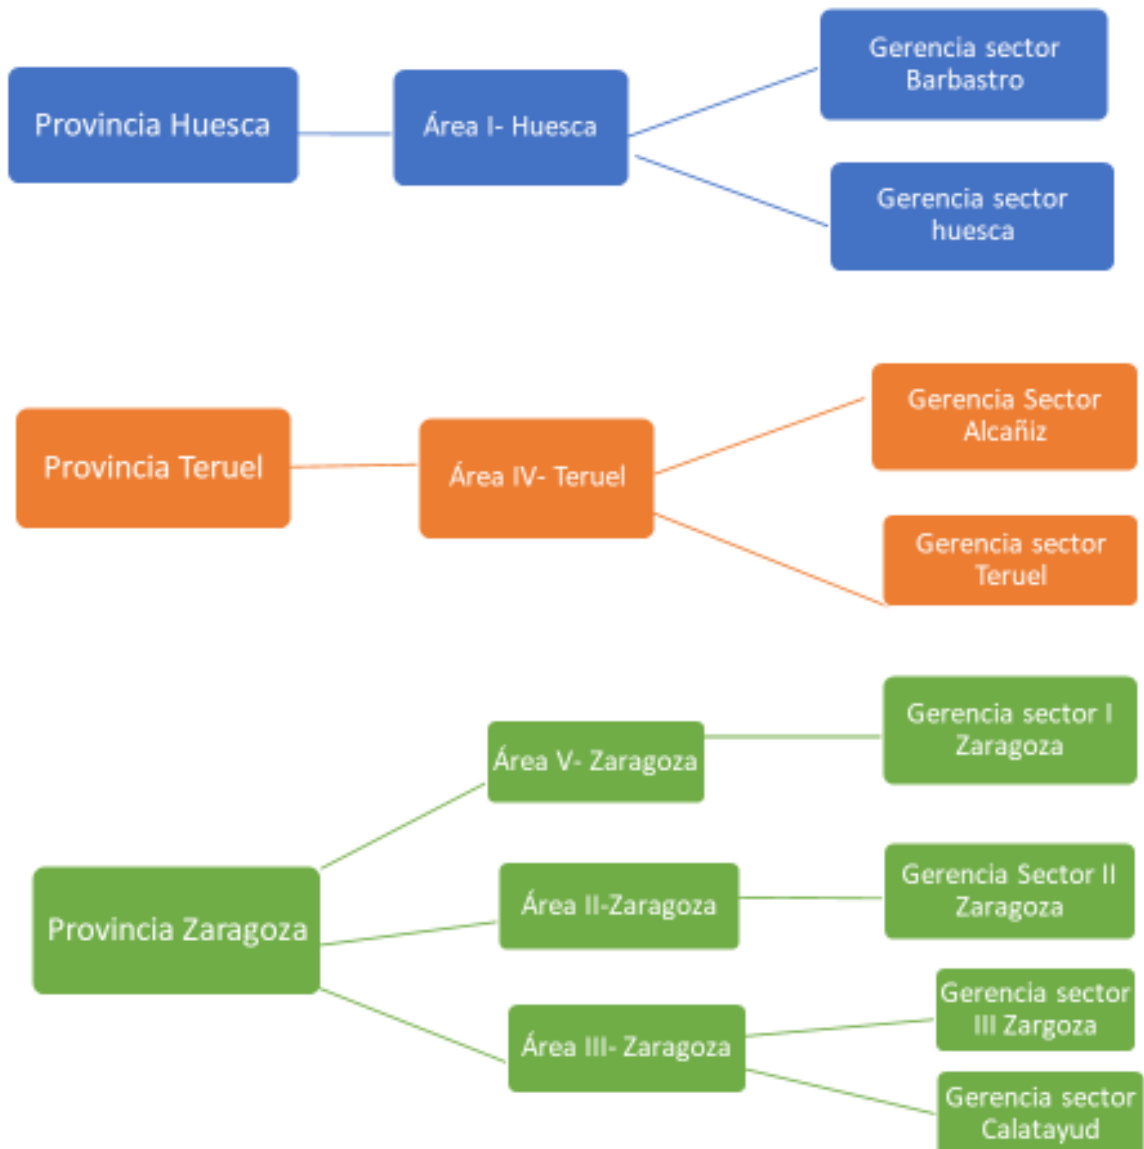 Provincia Huesca
Área I- Huesca
Gerencia sector
Barbastro
Gerencia sector
huesca
Provincia Teruel
Área IV- Teruel
Gerencia Sector
Alcañiz
Gerencia sector
Teruel
Provincia Zaragoza
Área V- Zaragoza
Gerencia sector I
Zaragoza
Área II-Zaragoza
Gerencia Sector II
Zaragoza
Área III- Zaragoza
Gerencia sector
III Zargoza
Gerencia sector
Calatayud